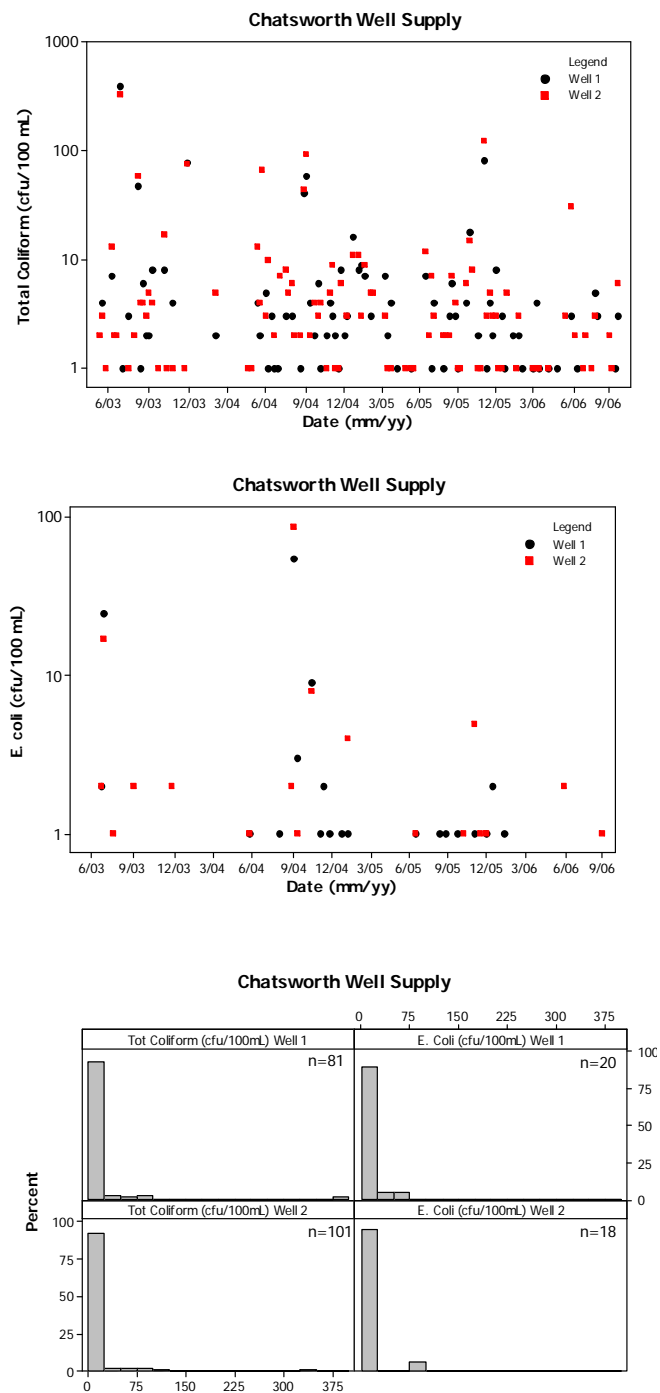 Chatsworth Well Supply
1000
100
10
1
Total Coliform (cfu/100 mL)
Legend
Well 1
Well 2
6/03 9/03 12/03 3/04 6/04 9/04 12/04 3/05 6/05 9/05 12/05 3/06 6/06 9/06
Date (mm/yy)
Chatsworth Well Supply
100
10
1
E. coli (cfu/100 mL)
Legend
Well 1
Well 2
6/03 9/03 12/03 3/04 6/04 9/04 12/04 3/05 6/05 9/05 12/05 3/06 6/06 9/06
Date (mm/yy)
Chatsworth Well Supply
0 75 150 225 300 375
Tot Coliform (cfu/100mL) Well 1 E. Coli (cfu/100mL) Well 1
n=81 n=20
100
75
50
25
0
Percent
Tot Coliform (cfu/100mL) Well 2 E. Coli (cfu/100mL) Well 2
n=101 n=18
100
75
50
25
0
0 75 150 225 300 375